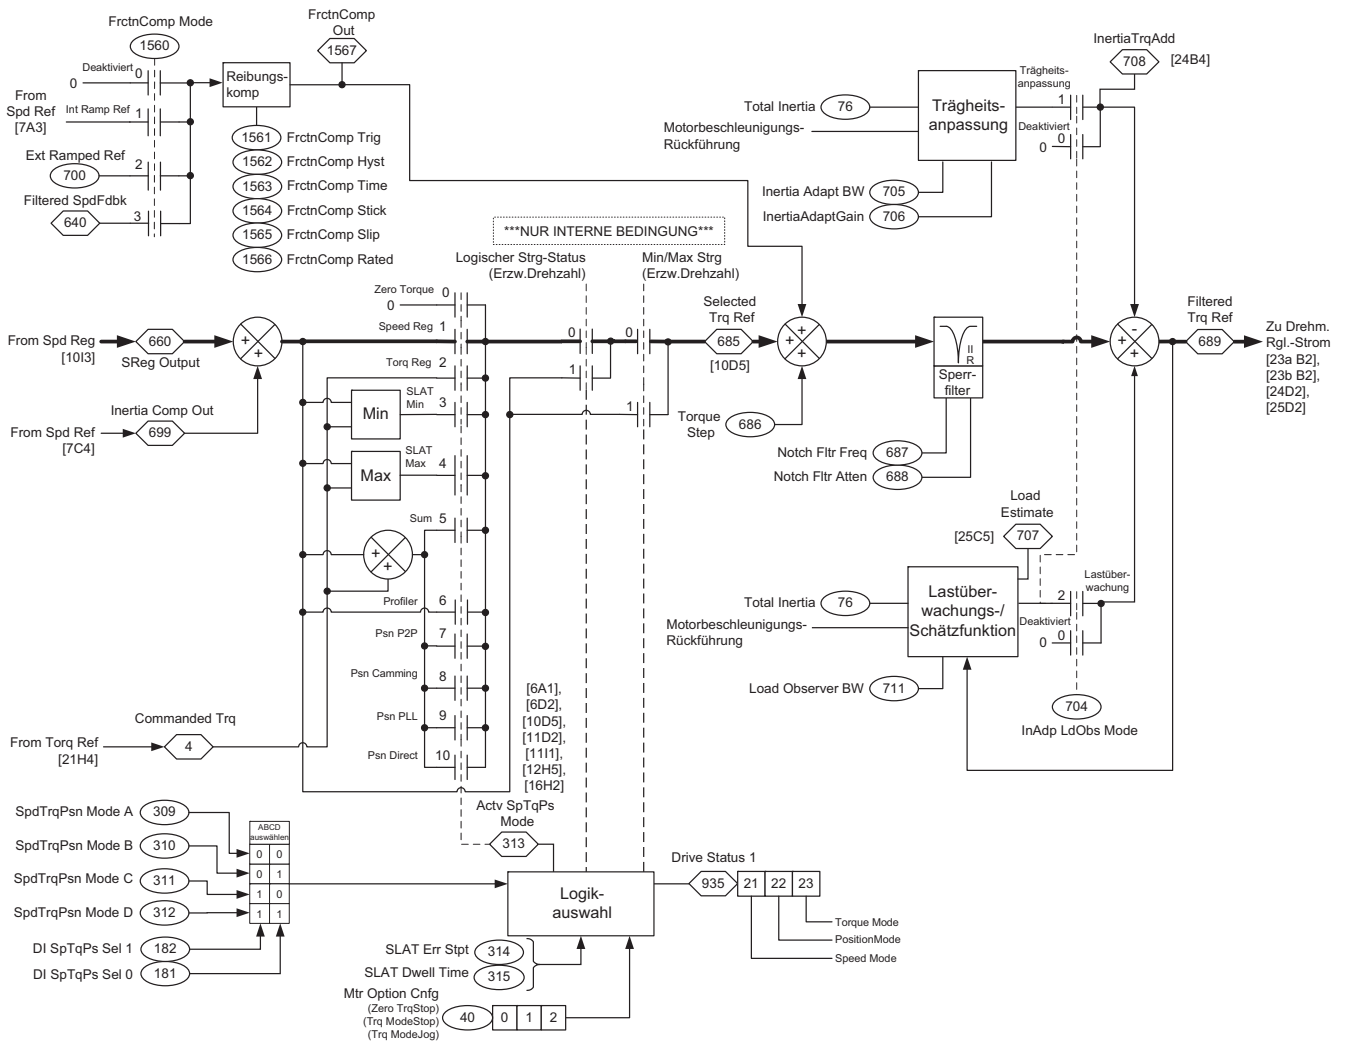 FrctnComp Mode
1560
Deaktiviert
0
0
From
Spd Ref
[7A3]
Int Ramp Ref
1
Ext Ramped Ref
700
2
Filtered SpdFdbk
640
3
Reibungs-
komp
FrctnComp
Out
1567
1561 FrctnComp Trig
1562 FrctnComp Hyst
1563 FrctnComp Time
1564 FrctnComp Stick
1565 FrctnComp Slip
1566 FrctnComp Rated
InertiaTrqAdd
708
[24B4]
Trägheits-
anpassung
1
Deaktiviert
0
0
Total Inertia 76
Motorbeschleunigungs-
Rückführung
Trägheits-
anpassung
Inertia Adapt BW 705
InertiaAdaptGain 706
***NUR INTERNE BEDINGUNG***
Logischer Strg-Status
(Erzw.Drehzahl)
Min/Max Strg
(Erzw.Drehzahl)
From Spd Reg
[10I3]
660
SReg Output
+
+
Inertia Comp Out
From Spd Ref
[7C4]
699
Zero Torque 0
0
Speed Reg 1
Torq Reg 2
Min
SLAT
Min 3
Max
SLAT
Max 4
Sum 5
+
+
Profiler 6
Psn P2P 7
Psn Camming 8
Psn PLL 9
Psn Direct 10
0
1
0
1
Selected
Trq Ref
685
[10D5]
+
+
Torque
Step
686
II
R
Sperr-
filter
Notch Fltr Freq 687
Notch Fltr Atten 688
-
+
+
Filtered
Trq Ref
689
Zu Drehm.
Rgl.-Strom
[23a B2],
[23b B2],
[24D2],
[25D2]
Load
Estimate
[25C5] 707
Total Inertia 76
Motorbeschleunigungs-
Rückführung
Lastüber-
wachungs-/
Schätzfunktion
Lastüber-
wachung
2
Deaktiviert
0
0
Load Observer BW 711
704
InAdp LdObs Mode
Commanded Trq
From Torq Ref
[21H4]
4
[6A1],
[6D2],
[10D5],
[11D2],
[11I1],
[12H5],
[16H2]
Actv SpTqPs
Mode
313
SpdTrqPsn Mode A 309
SpdTrqPsn Mode B 310
SpdTrqPsn Mode C 311
SpdTrqPsn Mode D 312
ABCD
auswählen
0 0
0 1
1 0
1 1
DI SpTqPs Sel 1 182
DI SpTqPs Sel 0 181
Logik-
auswahl
Drive Status 1
935 21 22 23
Torque Mode
PositionMode
Speed Mode
SLAT Err Stpt 314
SLAT Dwell Time 315
Mtr Option Cnfg
(Zero TrqStop)
(Trq ModeStop)
(Trq ModeJog)
40 0 1 2